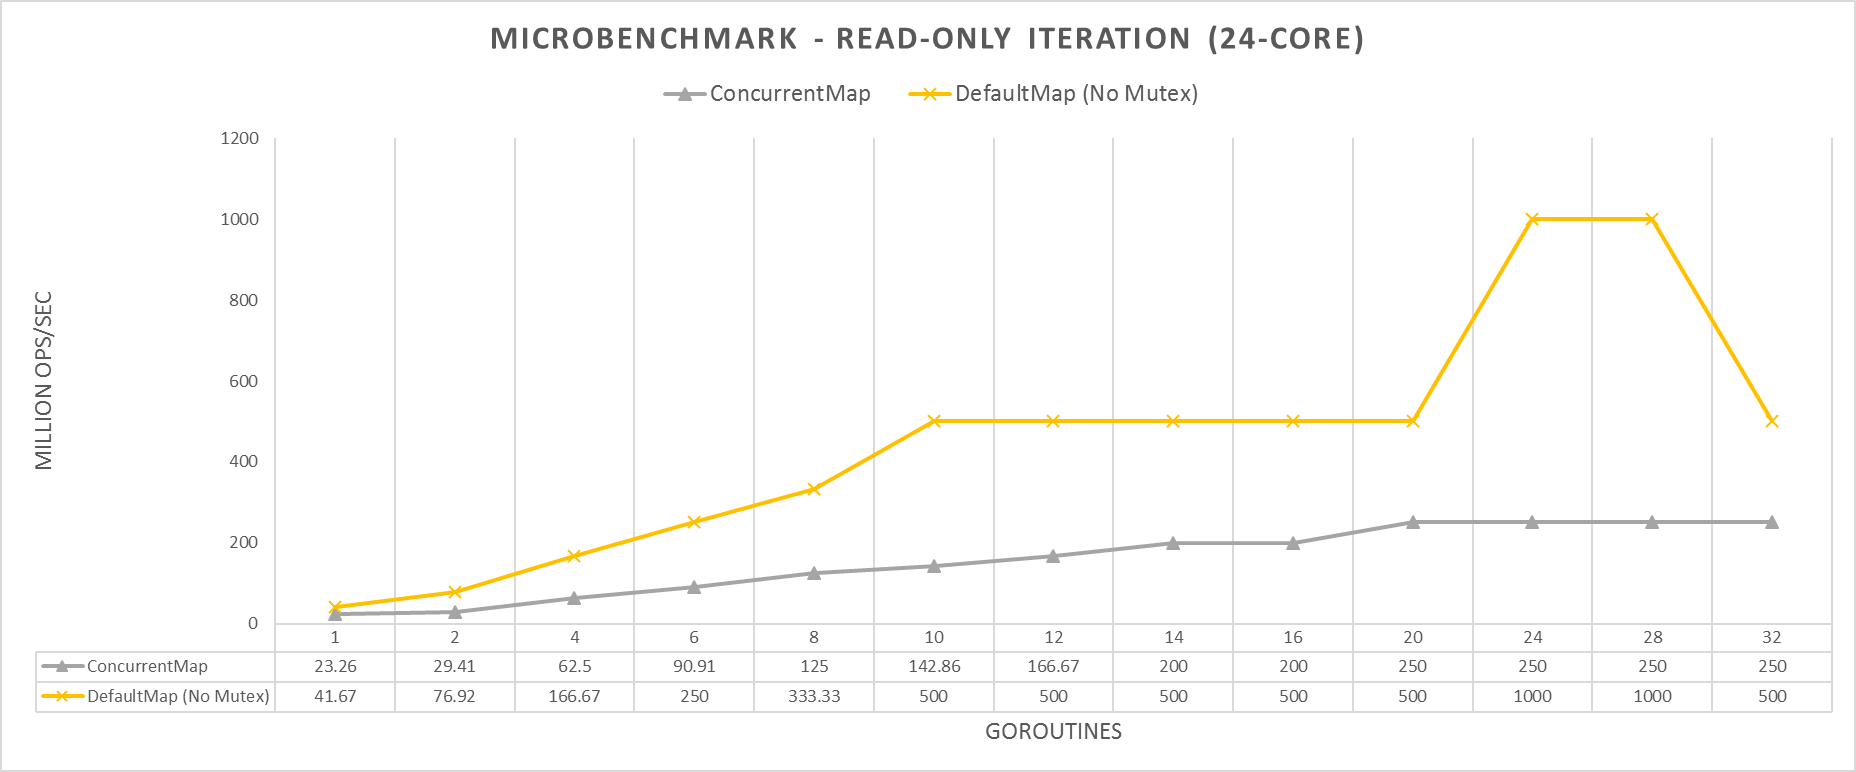 MICROBENCHMARK - READ-ONLY ITERATION (24-CORE)
ConcurrentMap DefaultMap (No Mutex)
MILLION OPS/SEC
1200
1000
800
600
400
200
0
1 2 4 6 8 10 12 14 16 20 24 28 32
ConcurrentMap 23.26 29.41 62.5 90.91 125 142.86 166.67 200 200 250 250 250 250
DefaultMap (No Mutex) 41.67 76.92 166.67 250 333.33 500 500 500 500 500 1000 1000 500
GOROUTINES